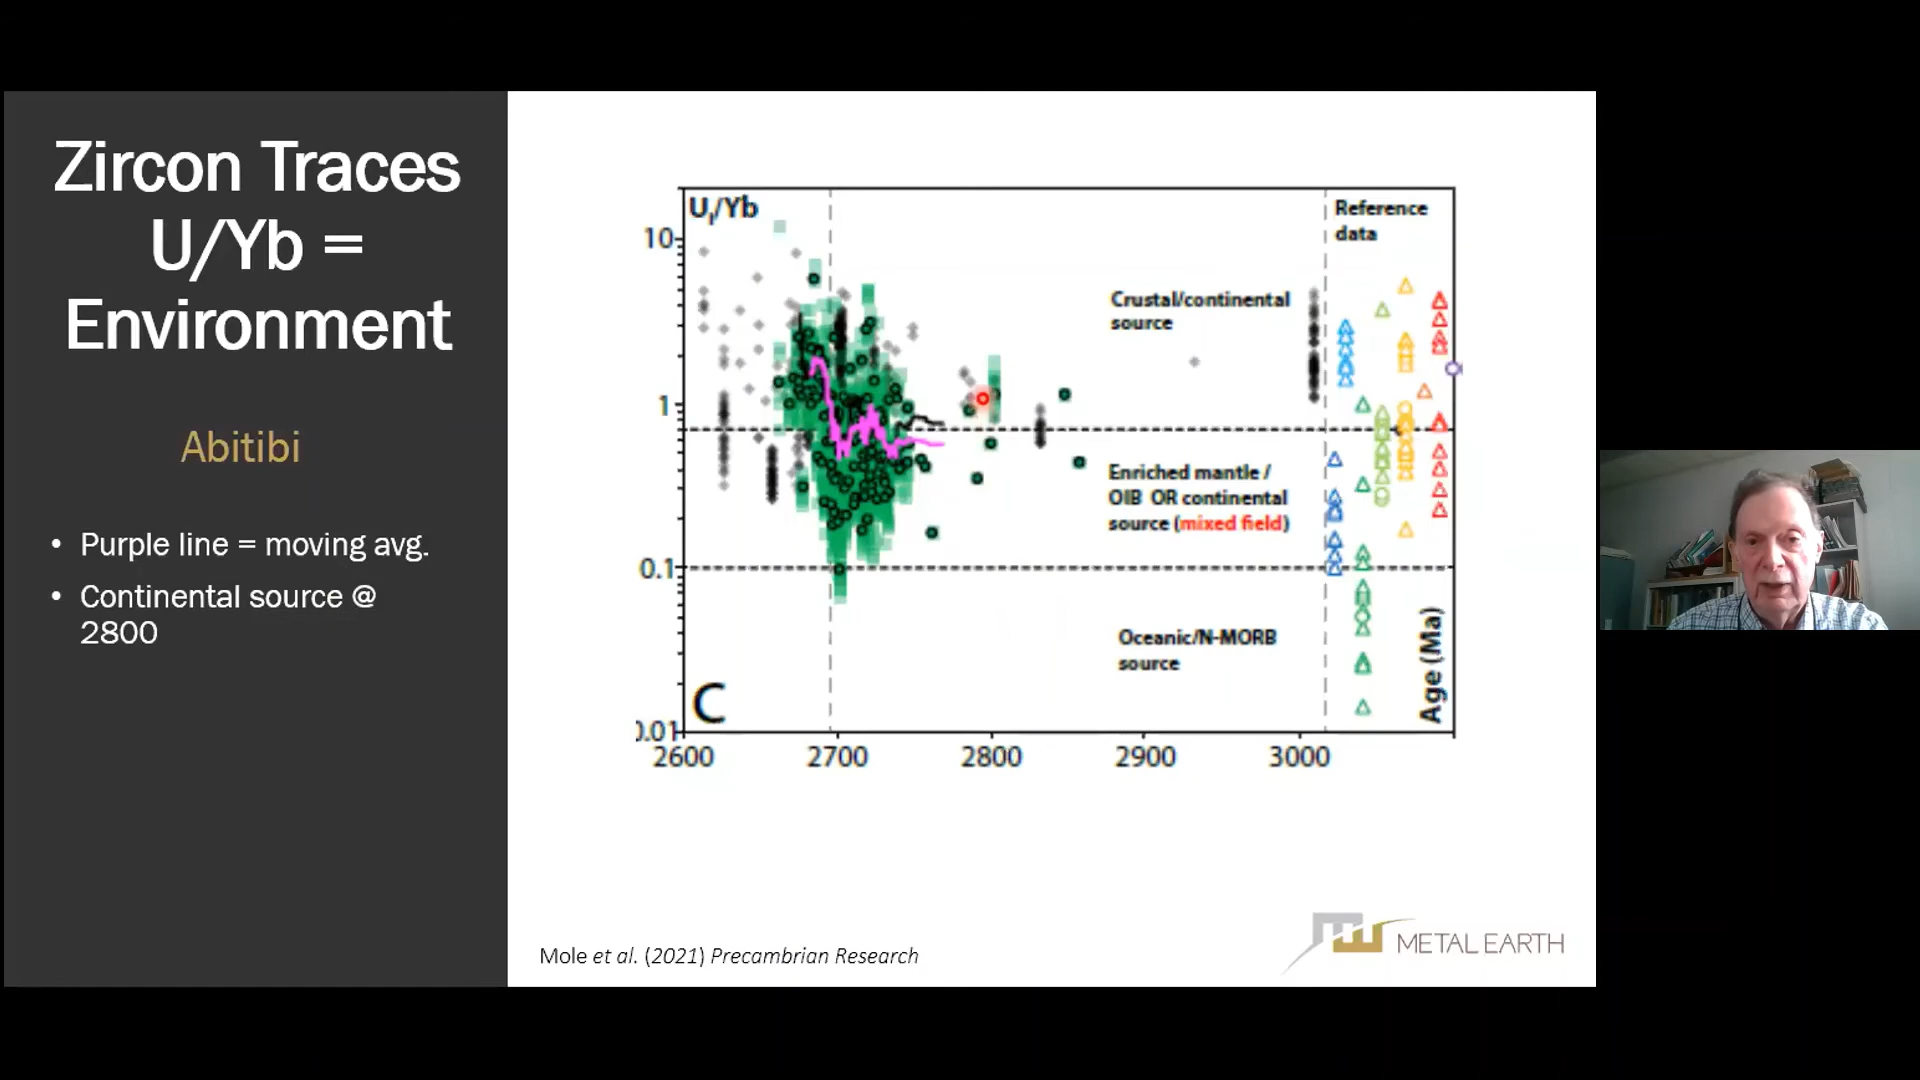 Zircon Traces
U/Yb =
Environment
Abitibi
• Purple line = moving avg.
• Continental source @
2800
Uᵢ/Yb
Reference
data
10
Crustal/continental
source
1
Enriched mantle /
OIB OR continental
source (mixed field)
0.1
Oceanic/N-MORB
source
Age (Ma)
C
0.01
2600 2700 2800 2900 3000
Mole et al. (2021) Precambrian Research
METAL EARTH